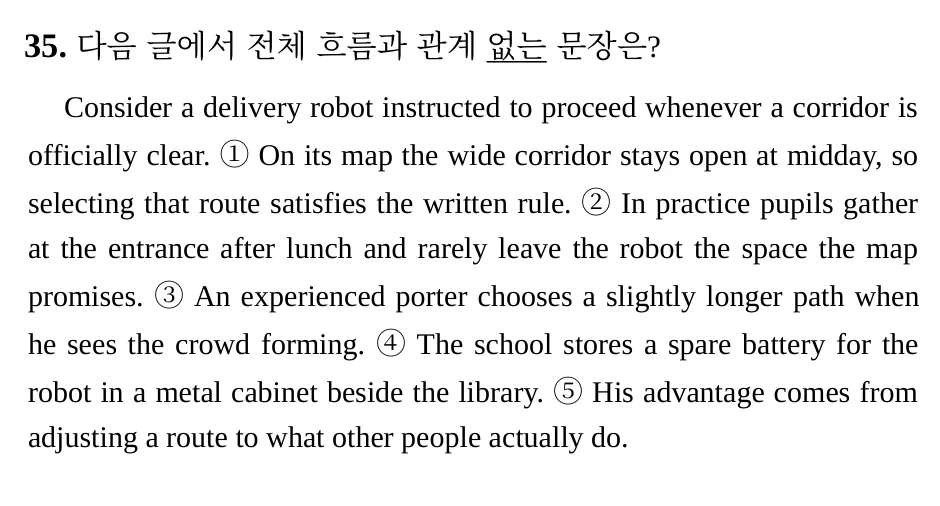 35. 다음 글에서 전체 흐름과 관계 없는 문장은?
Consider a delivery robot instructed to proceed whenever a corridor is
officially clear. ① On its map the wide corridor stays open at midday, so
selecting that route satisfies the written rule. ② In practice pupils gather
at the entrance after lunch and rarely leave the robot the space the map
promises. ③ An experienced porter chooses a slightly longer path when
he sees the crowd forming. ④ The school stores a spare battery for the
robot in a metal cabinet beside the library. ⑤ His advantage comes from
adjusting a route to what other people actually do.